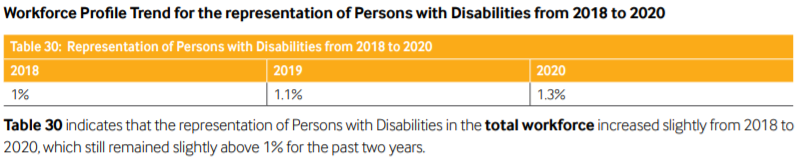 Workforce Profile Trend for the representation of Persons with Disabilities from 2018 to 2020
Table 30: Representation of Persons with Disabilities from 2018 to 2020
2018 2019 2020
1% 1.1% 1.3%
Table 30 indicates that the representation of Persons with Disabilities in the total workforce increased slightly from 2018 to
2020, which still remained slightly above 1% for the past two years.